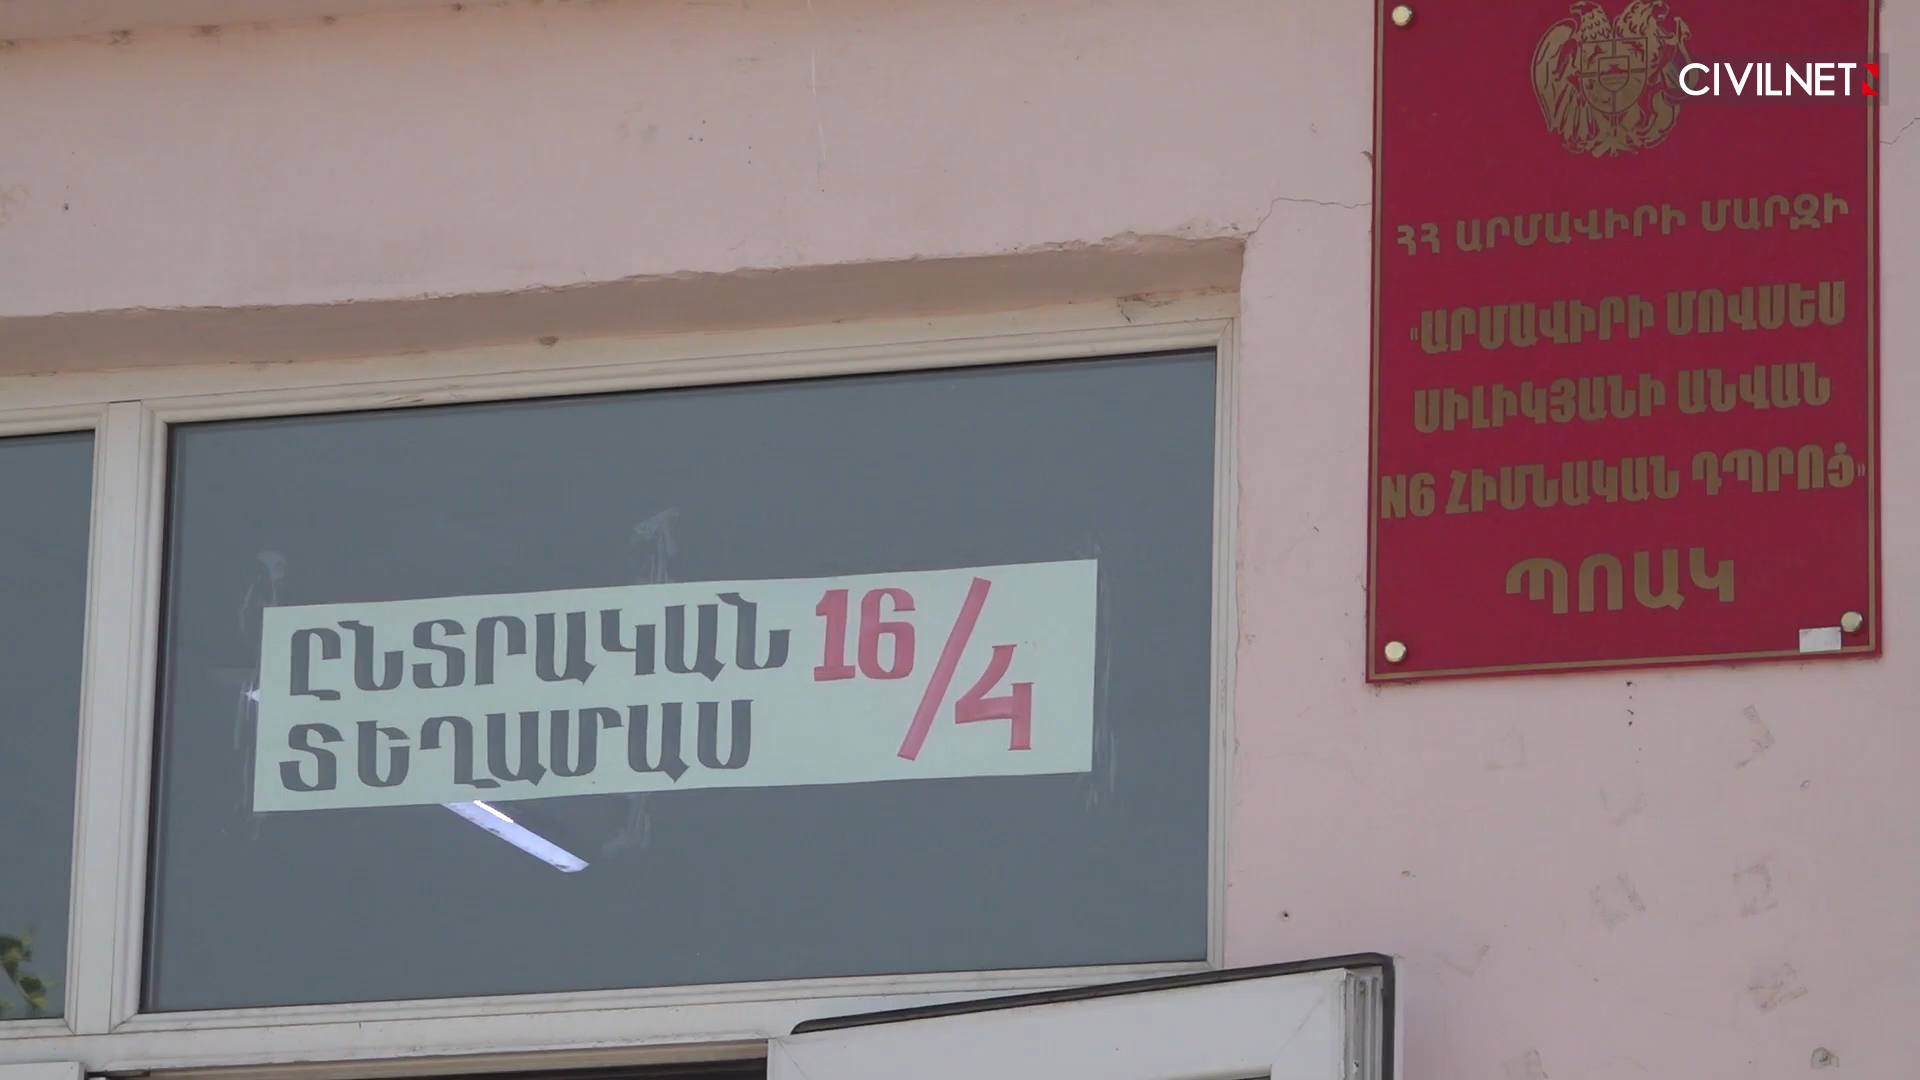 CIVILNET
ՀՀ ԱՐՄԱՎԻՐԻ ՄԱՐԶԻ
«ԱՐՄԱՎԻՐԻ ՄՈՎՍԵՍ
ՍԻԼԻԿՅԱՆԻ ԱՆՎԱՆ
N6 ՀԻՄՆԱԿԱՆ ԴՊՐՈՑ»
ՊՈԱԿ
ԸՆՏՐԱԿԱՆ 16/4
ՏԵՂԱՄԱՍ